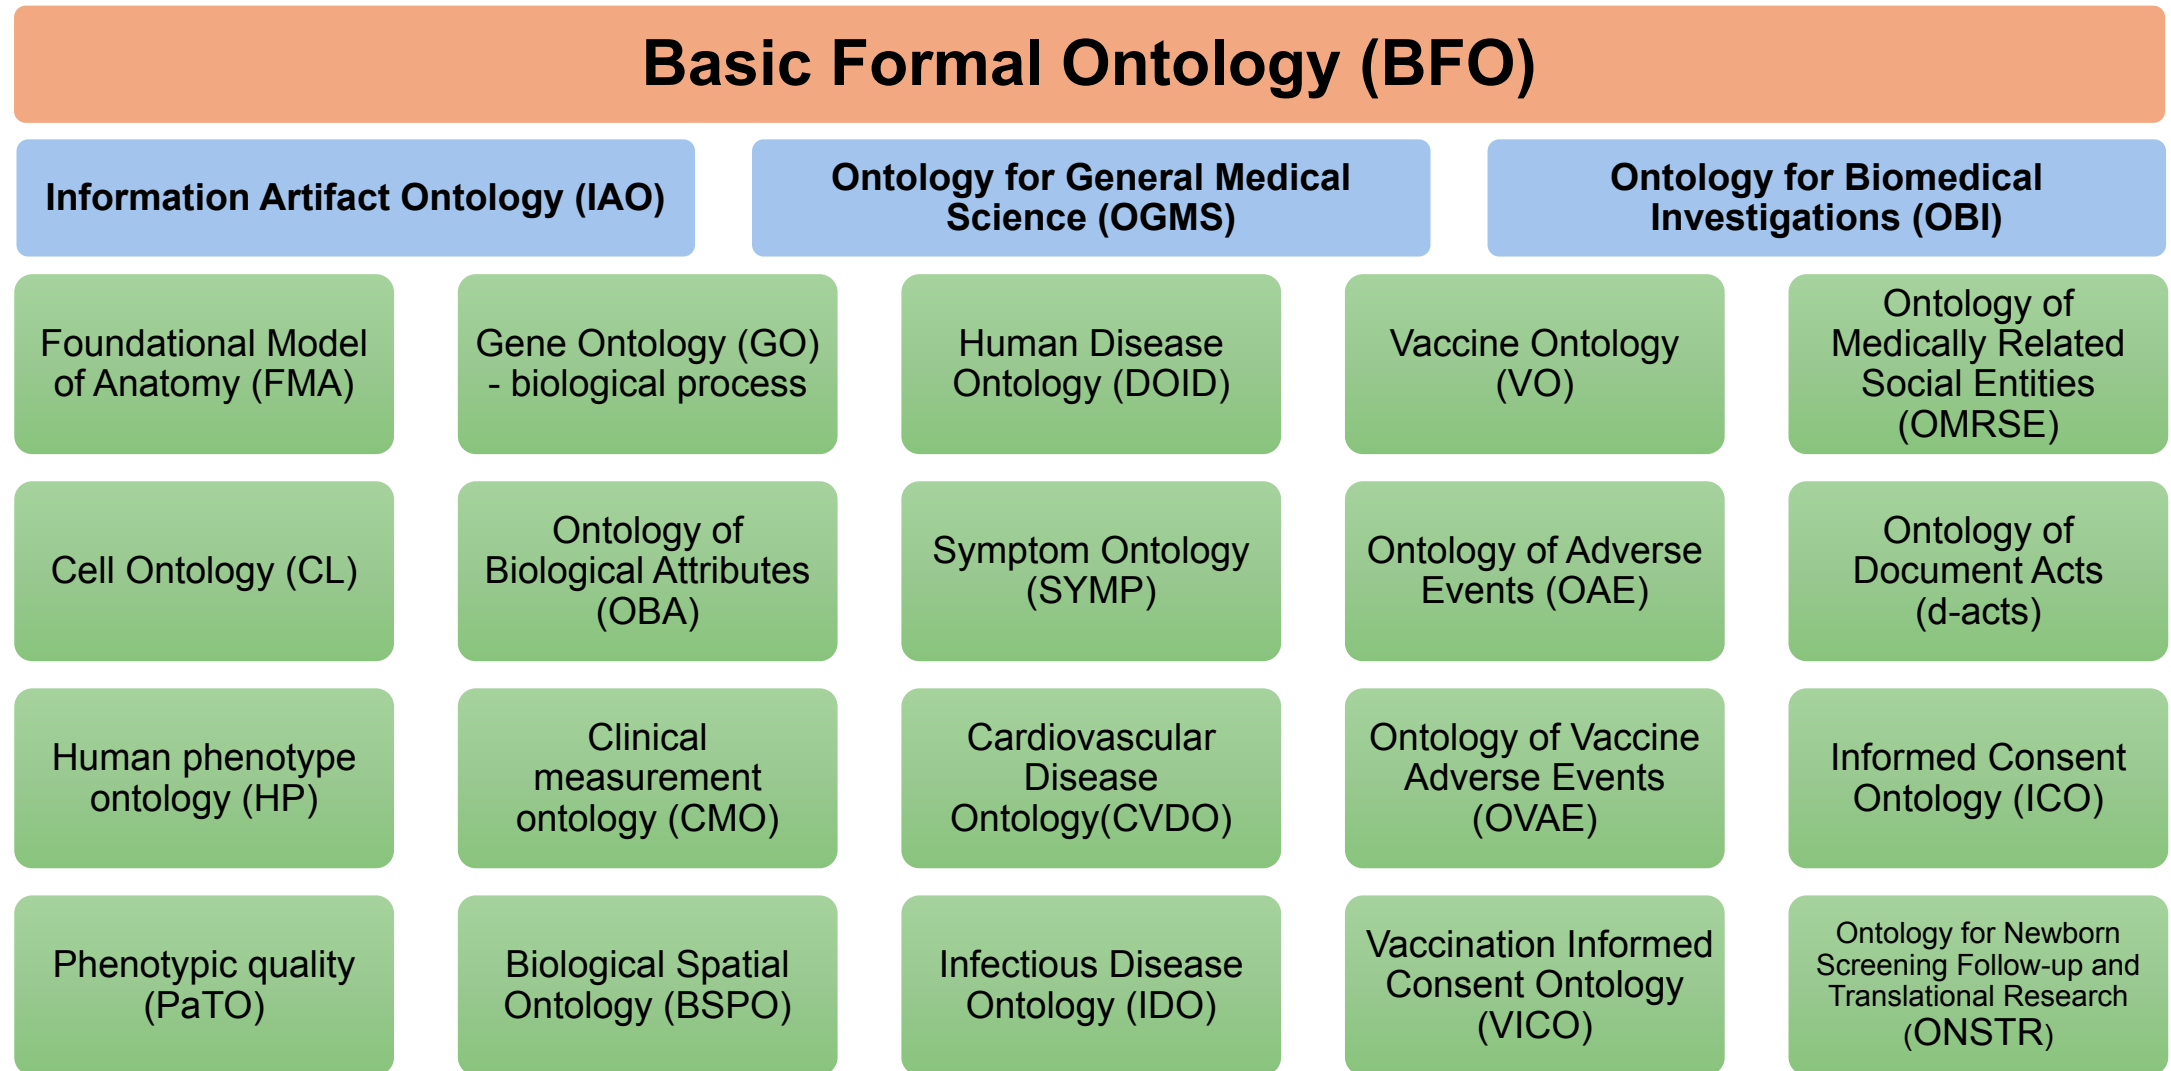 Basic Formal Ontology (BFO)
Information Artifact Ontology (IAO)
Ontology for General Medical
Science (OGMS)
Ontology for Biomedical
Investigations (OBI)
Foundational Model
of Anatomy (FMA)
Gene Ontology (GO)
- biological process
Human Disease
Ontology (DOID)
Vaccine Ontology
(VO)
Ontology of
Medically Related
Social Entities
(OMRSE)
Cell Ontology (CL)
Ontology of
Biological Attributes
(OBA)
Symptom Ontology
(SYMP)
Ontology of Adverse
Events (OAE)
Ontology of
Document Acts
(d-acts)
Human phenotype
ontology (HP)
Clinical
measurement
ontology (CMO)
Cardiovascular
Disease
Ontology(CVDO)
Ontology of Vaccine
Adverse Events
(OVAE)
Informed Consent
Ontology (ICO)
Phenotypic quality
(PaTO)
Biological Spatial
Ontology (BSPO)
Infectious Disease
Ontology (IDO)
Vaccination Informed
Consent Ontology
(VICO)
Ontology for Newborn
Screening Follow-up and
Translational Research
(ONSTR)